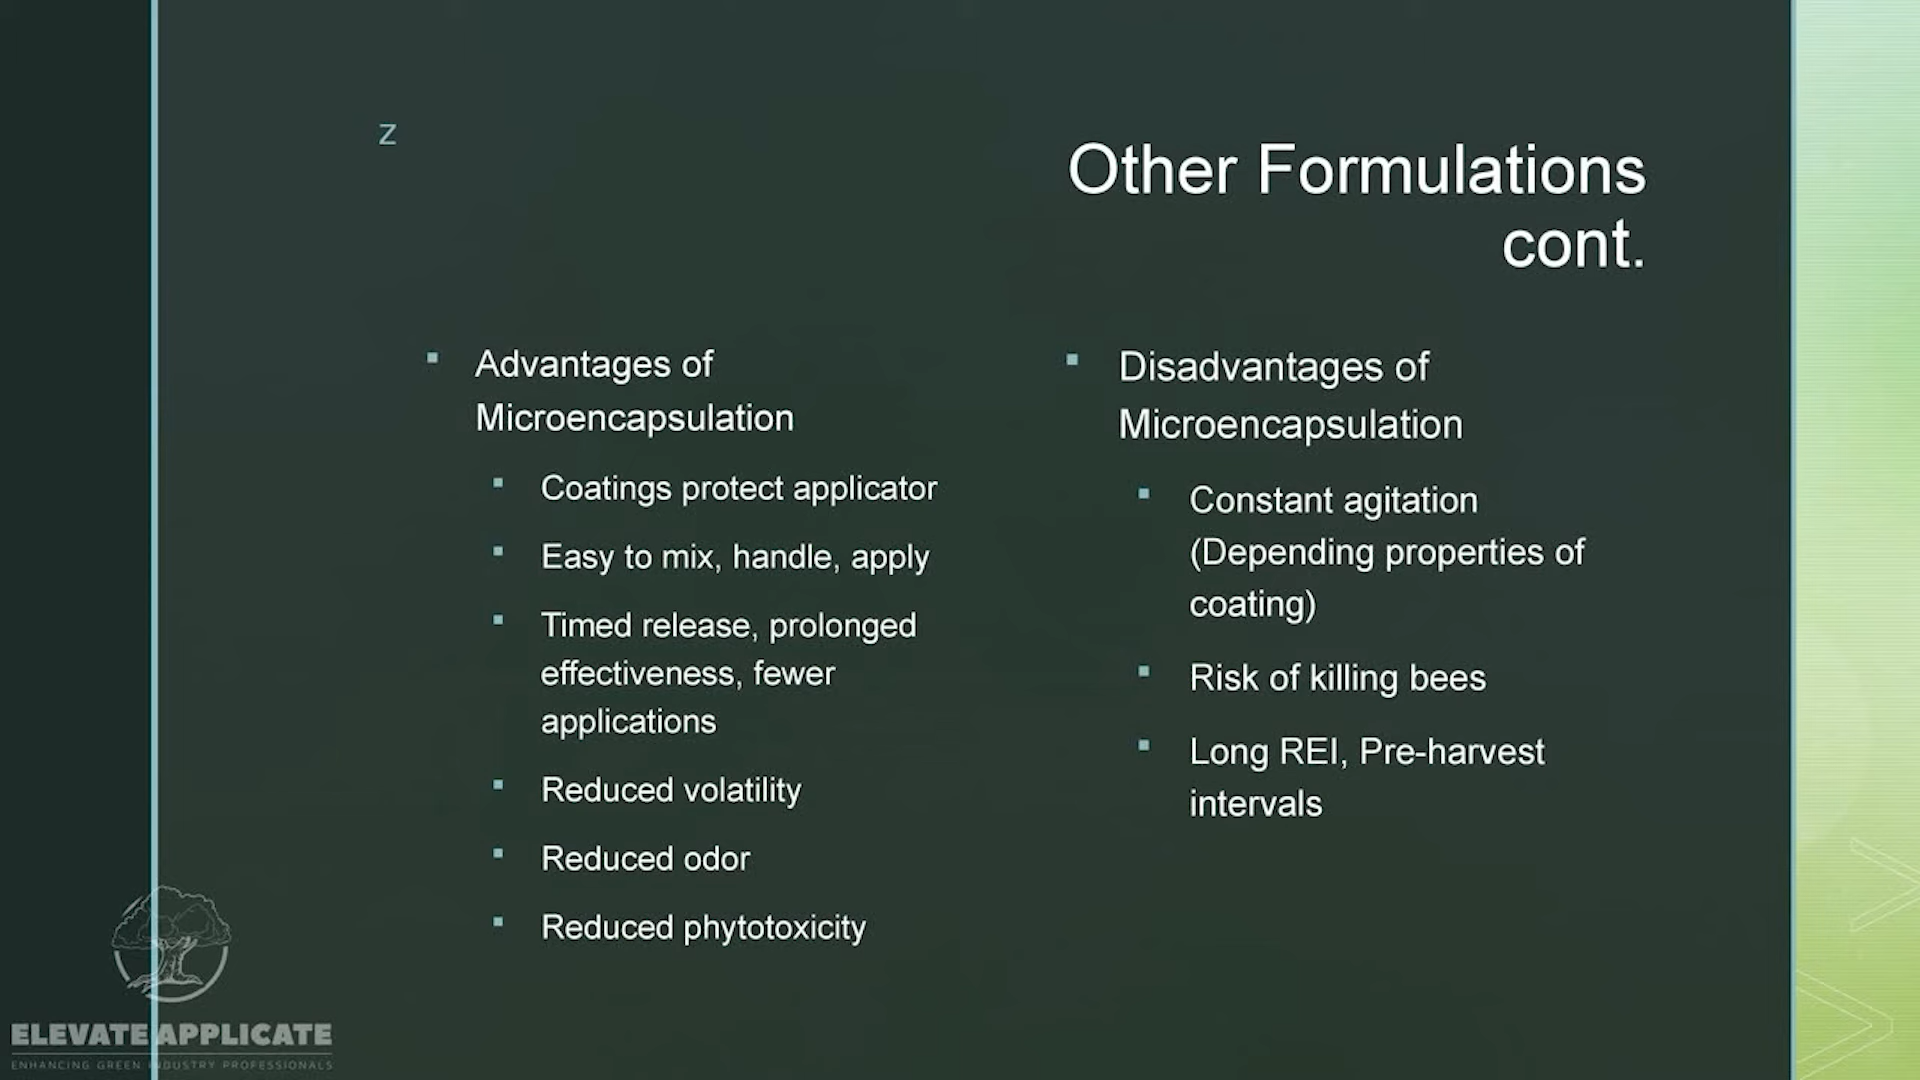 z
Other Formulations
cont.
Advantages of
Microencapsulation
Coatings protect applicator
Easy to mix, handle, apply
Timed release, prolonged
effectiveness, fewer
applications
Reduced volatility
Reduced odor
Reduced phytotoxicity
Disadvantages of
Microencapsulation
Constant agitation
(Depending properties of
coating)
Risk of killing bees
Long REI, Pre-harvest
intervals
ELEVATE APPLICATE
ENHANCING GREEN INDUSTRY PROFESSIONALS